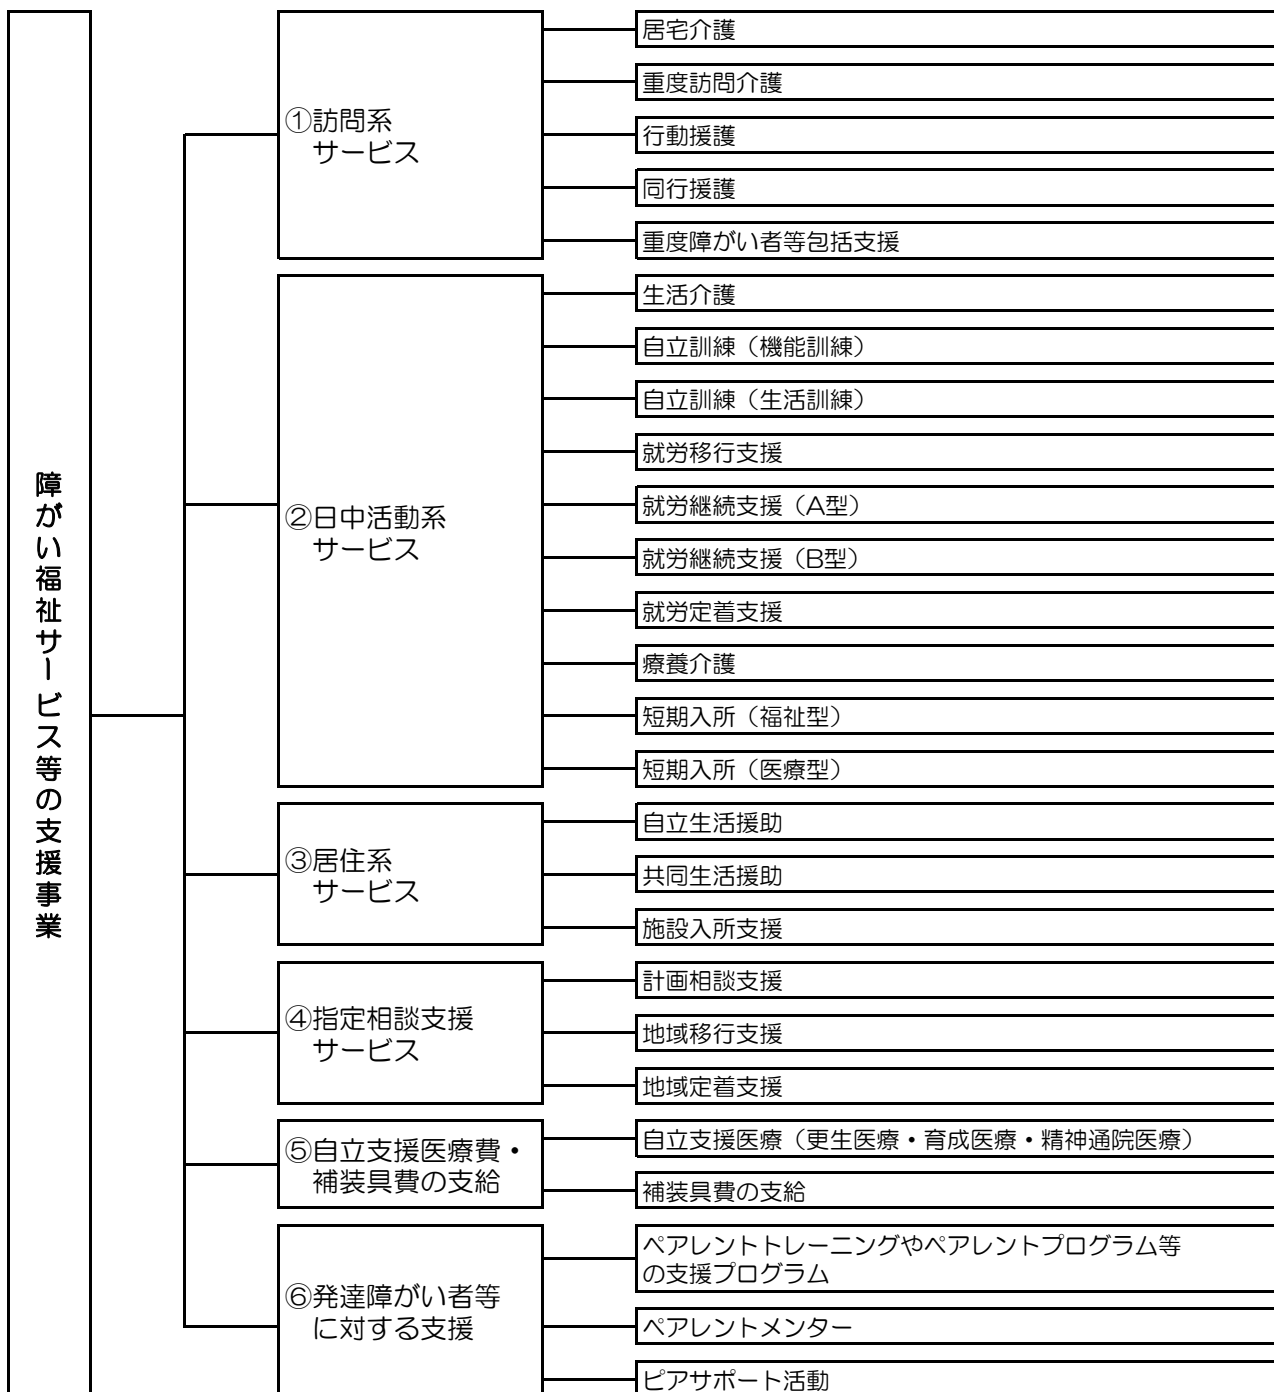 障がい福祉サービス等の支援事業
①訪問系
サービス
居宅介護
重度訪問介護
行動援護
同行援護
重度障がい者等包括支援
②日中活動系
サービス
生活介護
自立訓練（機能訓練）
自立訓練（生活訓練）
就労移行支援
就労継続支援（A型）
就労継続支援（B型）
就労定着支援
療養介護
短期入所（福祉型）
短期入所（医療型）
③居住系
サービス
自立生活援助
共同生活援助
施設入所支援
④指定相談支援
サービス
計画相談支援
地域移行支援
地域定着支援
⑤自立支援医療費・
補装具費の支給
自立支援医療（更生医療・育成医療・精神通院医療）
補装具費の支給
⑥発達障がい者等
に対する支援
ペアレントトレーニングやペアレントプログラム等
の支援プログラム
ペアレントメンター
ピアサポート活動